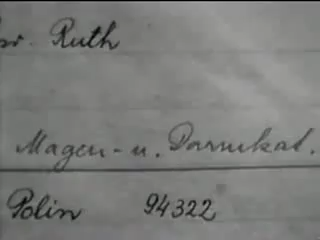 Ruth
Magen- u. Darmkat.
Polin 94322